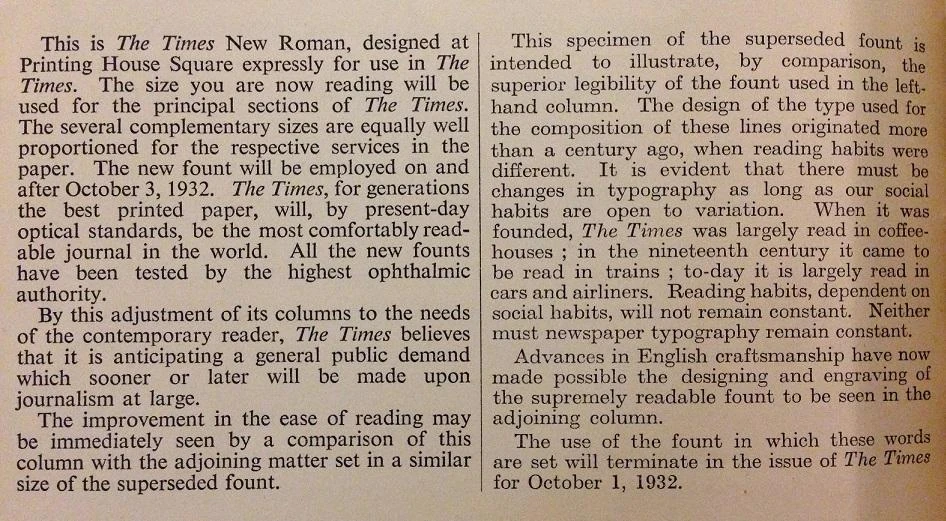 This is The Times New Roman, designed at
Printing House Square expressly for use in The
Times. The size you are now reading will be
used for the principal sections of The Times.
The several complementary sizes are equally well
proportioned for the respective services in the
paper. The new fount will be employed on and
after October 3, 1932. The Times, for generations
the best printed paper, will, by present-day
optical standards, be the most comfortably read-
able journal in the world. All the new founts
have been tested by the highest ophthalmic
authority.
By this adjustment of its columns to the needs
of the contemporary reader, The Times believes
that it is anticipating a general public demand
which sooner or later will be made upon
journalism at large.
The improvement in the ease of reading may
be immediately seen by a comparison of this
column with the adjoining matter set in a similar
size of the superseded fount.
This specimen of the superseded fount is
intended to illustrate, by comparison, the
superior legibility of the fount used in the left-
hand column. The design of the type used for
the composition of these lines originated more
than a century ago, when reading habits were
different. It is evident that there must be
changes in typography as long as our social
habits are open to variation. When it was
founded, The Times was largely read in coffee-
houses ; in the nineteenth century it came to
be read in trains ; to-day it is largely read in
cars and airliners. Reading habits, dependent on
social habits, will not remain constant. Neither
must newspaper typography remain constant.
Advances in English craftsmanship have now
made possible the designing and engraving of
the supremely readable fount to be seen in the
adjoining column.
The use of the fount in which these words
are set will terminate in the issue of The Times
for October 1, 1932.